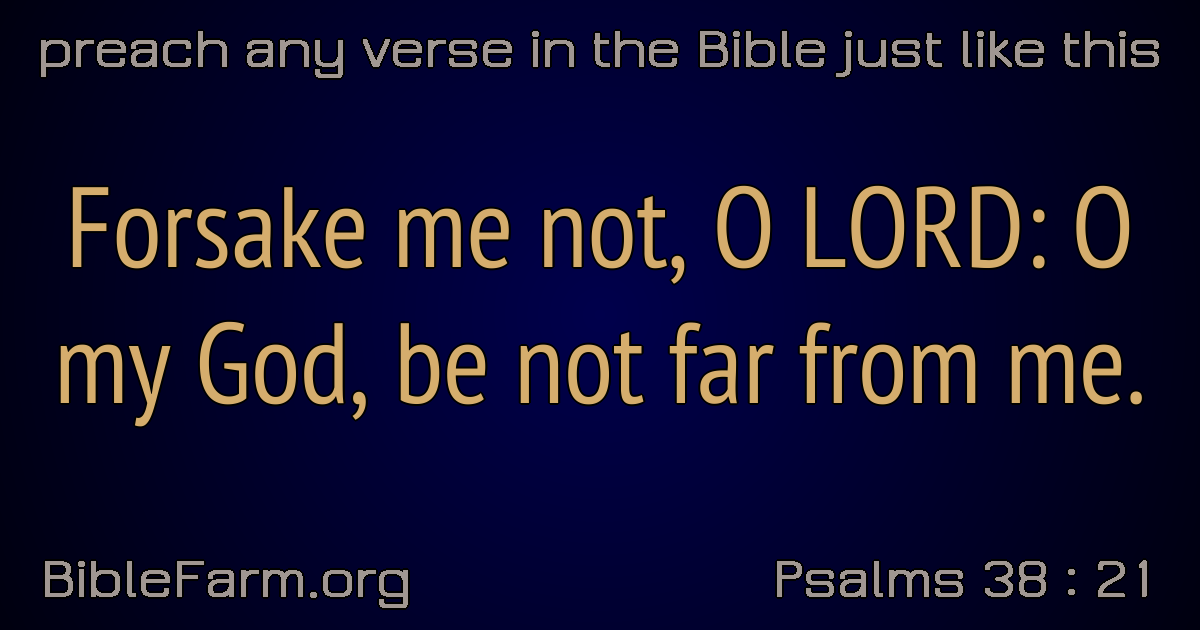 preach any verse in the Bible just like this
Forsake me not, O LORD: O
my God, be not far from me.
BibleFarm.org
Psalms 38 : 21